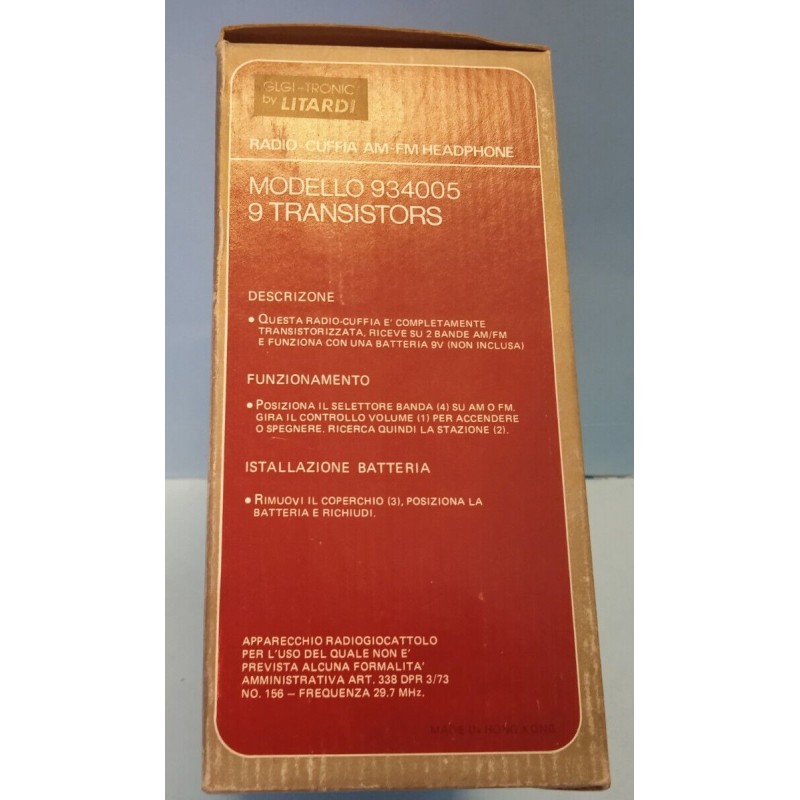 GLGI-TRONIC
by LITARDI
RADIO-CUFFIA AM-FM HEADPHONE
MODELLO 934005
9 TRANSISTORS
DESCRIZONE
• QUESTA RADIO-CUFFIA E' COMPLETAMENTE
TRANSISTORIZZATA, RICEVE SU 2 BANDE AM/FM
E FUNZIONA CON UNA BATTERIA 9V (NON INCLUSA)
FUNZIONAMENTO
• POSIZIONA IL SELETTORE BANDA (4) SU AM O FM.
GIRA IL CONTROLLO VOLUME (1) PER ACCENDERE
O SPEGNERE. RICERCA QUINDI LA STAZIONE (2).
ISTALLAZIONE BATTERIA
• RIMUOVI IL COPERCHIO (3), POSIZIONA LA
BATTERIA E RICHIUDI.
APPARECCHIO RADIOGIOCATTOLO
PER L'USO DEL QUALE NON E'
PREVISTA ALCUNA FORMALITA'
AMMINISTRATIVA ART. 338 DPR 3/73
NO. 156 – FREQUENZA 29.7 MHz.
MADE IN HONG KONG